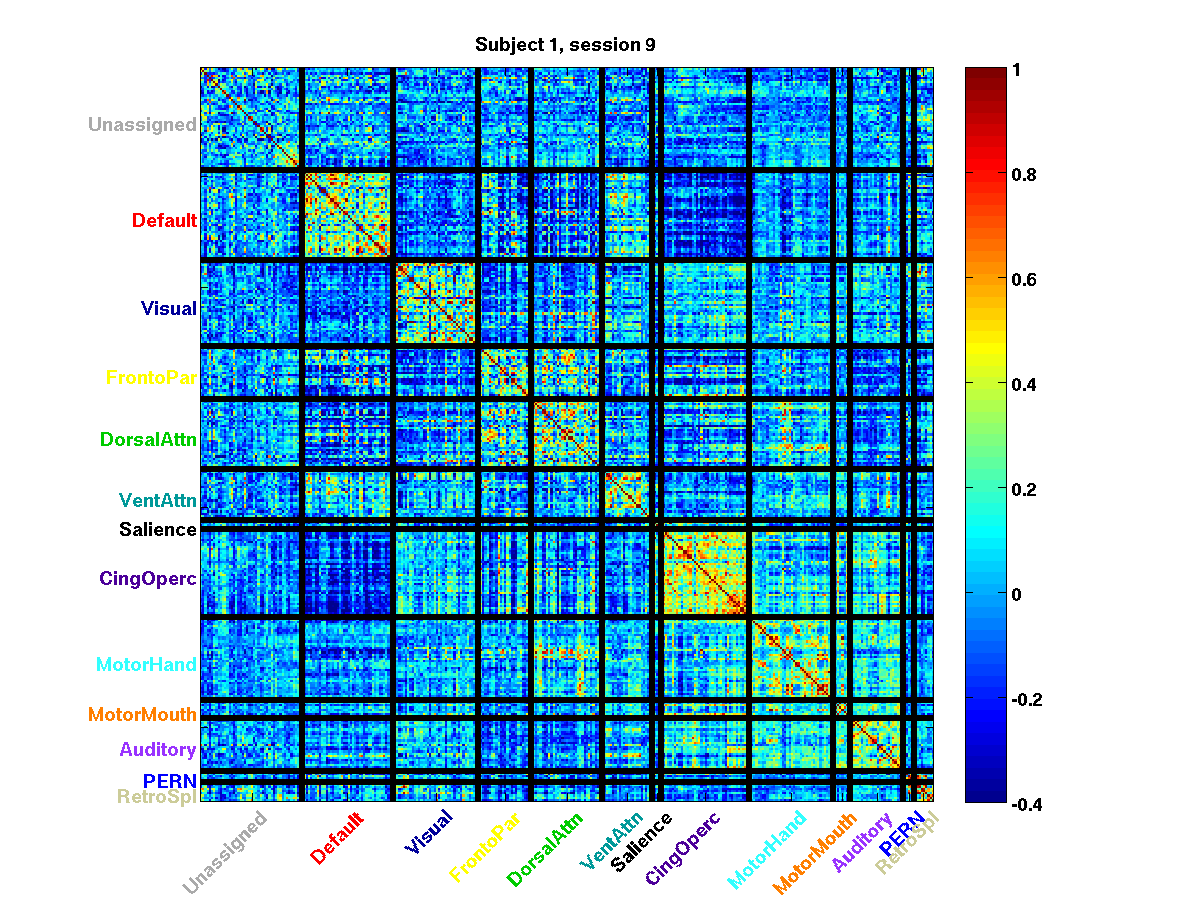 Subject 1, session 9
Unassigned
Default
Visual
FrontoPar
DorsalAttn
VentAttn
Salience
CingOperc
MotorHand
MotorMouth
Auditory
PERN
RetroSpl
Unassigned
Default
Visual
FrontoPar
DorsalAttn
VentAttn
Salience
CingOperc
MotorHand
MotorMouth
Auditory
PERN
RetroSpl
1
0.8
0.6
0.4
0.2
0
-0.2
-0.4